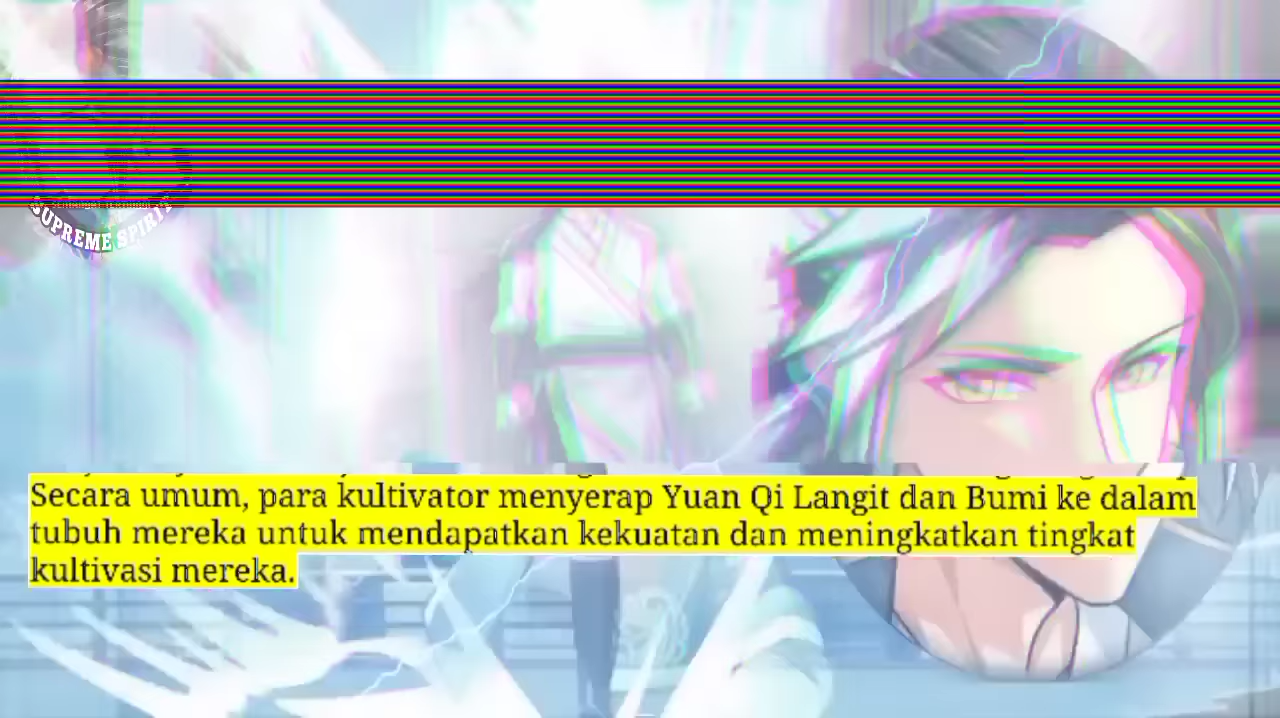 SUPREME SPIRIT
Secara umum, para kultivator menyerap Yuan Qi Langit dan Bumi ke dalam
tubuh mereka untuk mendapatkan kekuatan dan meningkatkan tingkat
kultivasi mereka.